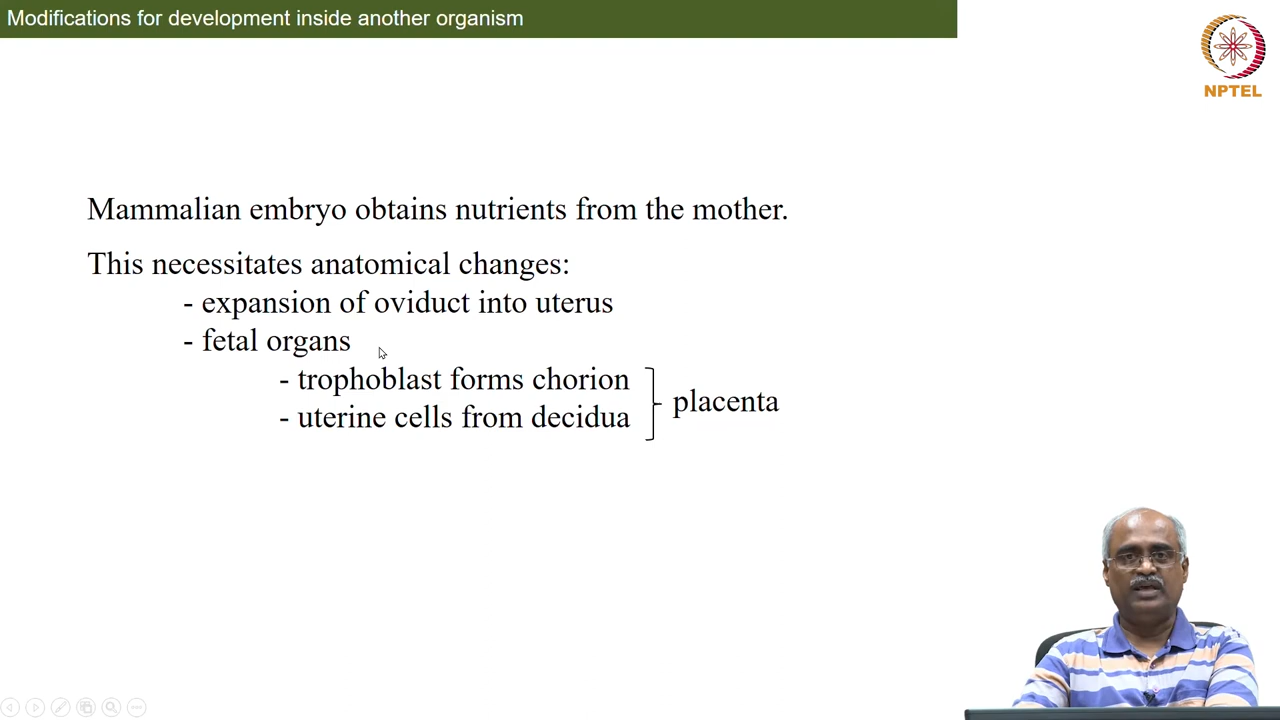 Modifications for development inside another organism
NPTEL
Mammalian embryo obtains nutrients from the mother.
This necessitates anatomical changes:
- expansion of oviduct into uterus
- fetal organs
- trophoblast forms chorion
- uterine cells from decidua
placenta